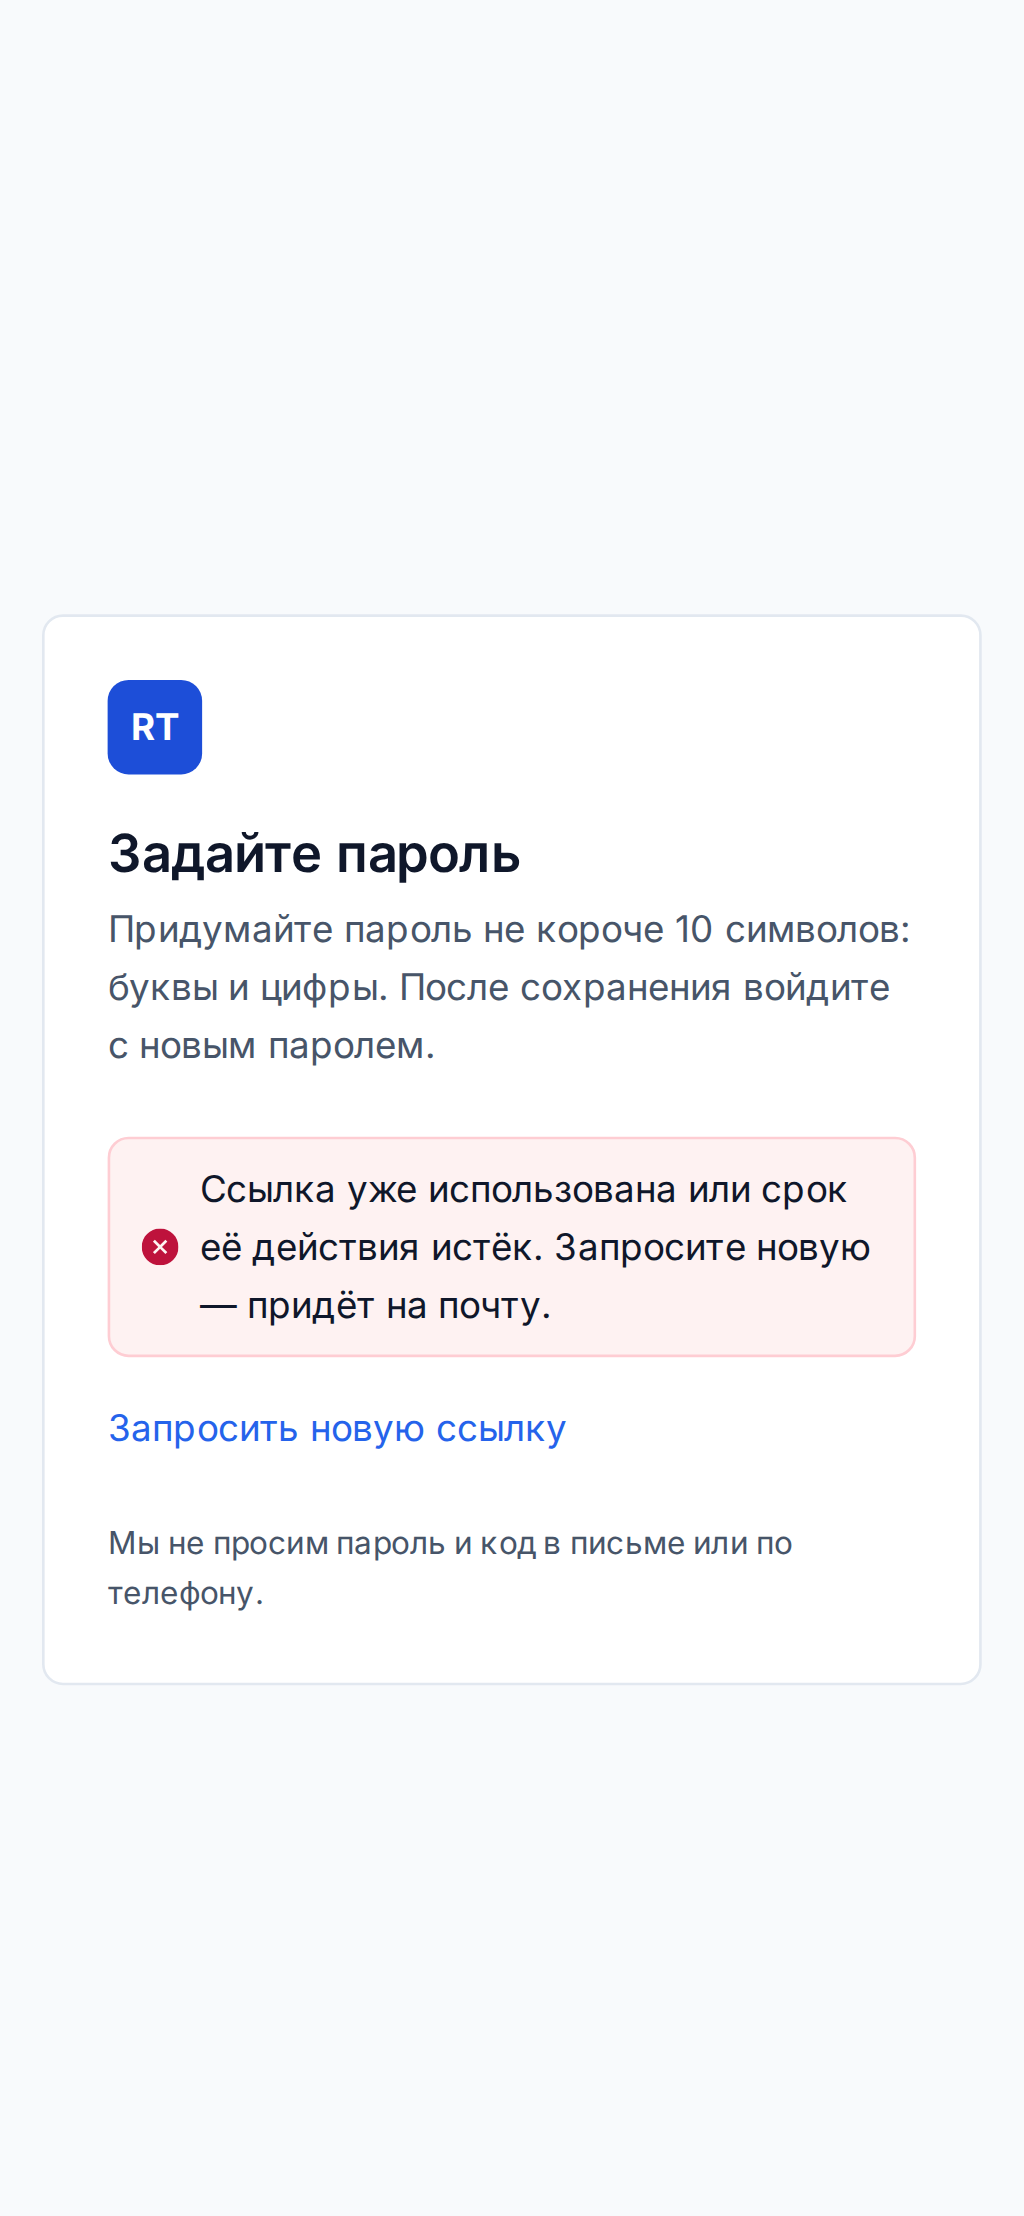 RT
Задайте пароль
Придумайте пароль не короче 10 символов:
буквы и цифры. После сохранения войдите
с новым паролем.
Ссылка уже использована или срок
её действия истёк. Запросите новую
— придёт на почту.
Запросить новую ссылку
Мы не просим пароль и код в письме или по
телефону.